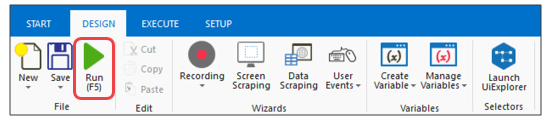 START DESIGN EXECUTE SETUP
New Save Run (F5)
Cut
Copy
Paste
Recording
Screen Scraping
Data Scraping
User Events
Create Variable
Manage Variables
Launch UiExplorer
File Edit Wizards Variables Selectors